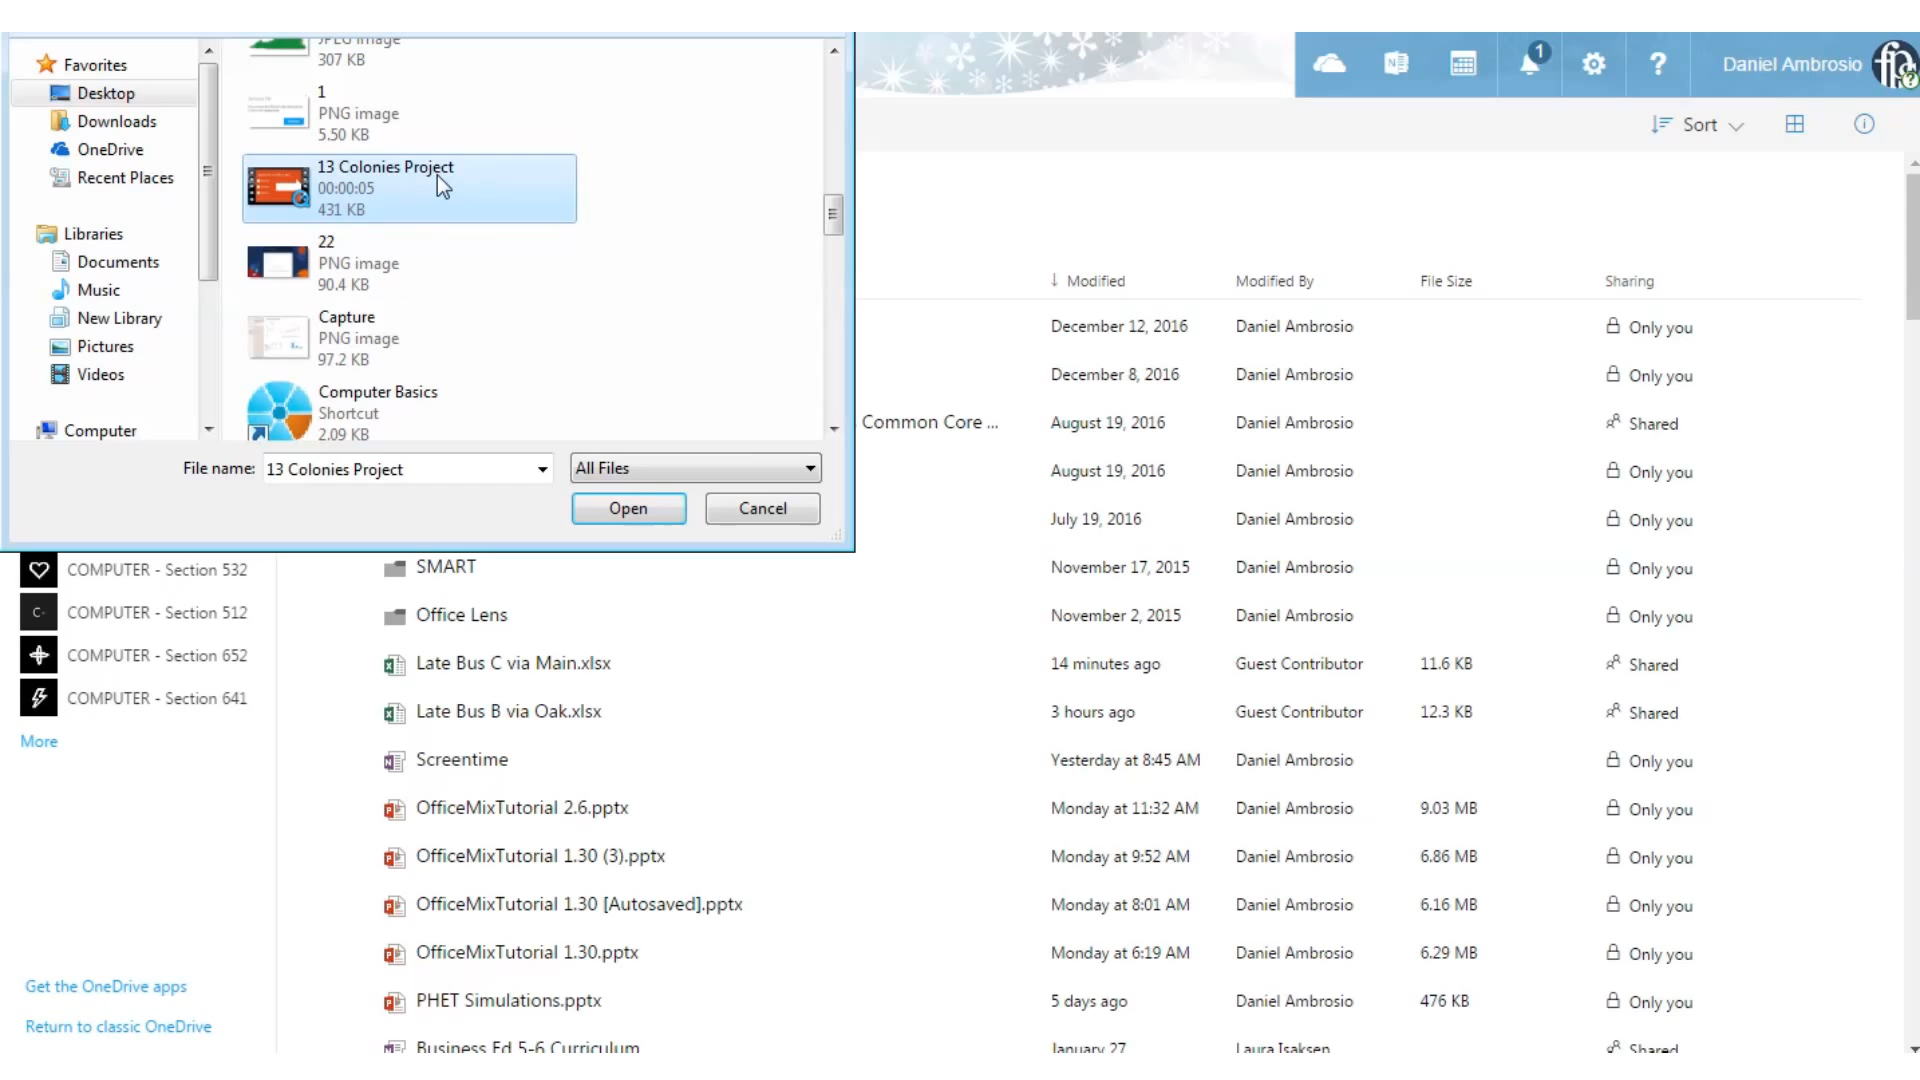 Favorites
Desktop
Downloads
OneDrive
Recent Places
Libraries
Documents
Music
New Library
Pictures
Videos
Computer
JPEG image
307 KB
1
PNG image
5.50 KB
13 Colonies Project
00:00:05
431 KB
22
PNG image
90.4 KB
Capture
PNG image
97.2 KB
Computer Basics
Shortcut
2.09 KB
File name: 13 Colonies Project
All Files
Open Cancel
1
?
Daniel Ambrosio
Sort
Modified Modified By File Size Sharing
December 12, 2016 Daniel Ambrosio Only you
December 8, 2016 Daniel Ambrosio Only you
Common Core ... August 19, 2016 Daniel Ambrosio Shared
August 19, 2016 Daniel Ambrosio Only you
July 19, 2016 Daniel Ambrosio Only you
SMART November 17, 2015 Daniel Ambrosio Only you
Office Lens November 2, 2015 Daniel Ambrosio Only you
Late Bus C via Main.xlsx 14 minutes ago Guest Contributor 11.6 KB Shared
Late Bus B via Oak.xlsx 3 hours ago Guest Contributor 12.3 KB Shared
Screentime Yesterday at 8:45 AM Daniel Ambrosio Only you
OfficeMixTutorial 2.6.pptx Monday at 11:32 AM Daniel Ambrosio 9.03 MB Only you
OfficeMixTutorial 1.30 (3).pptx Monday at 9:52 AM Daniel Ambrosio 6.86 MB Only you
OfficeMixTutorial 1.30 [Autosaved].pptx Monday at 8:01 AM Daniel Ambrosio 6.16 MB Only you
OfficeMixTutorial 1.30.pptx Monday at 6:19 AM Daniel Ambrosio 6.29 MB Only you
PHET Simulations.pptx 5 days ago Daniel Ambrosio 476 KB Only you
Business Ed 5-6 Curriculum January 27 Laura Isaksen Shared
COMPUTER - Section 532
C- COMPUTER - Section 512
COMPUTER - Section 652
COMPUTER - Section 641
More
Get the OneDrive apps
Return to classic OneDrive